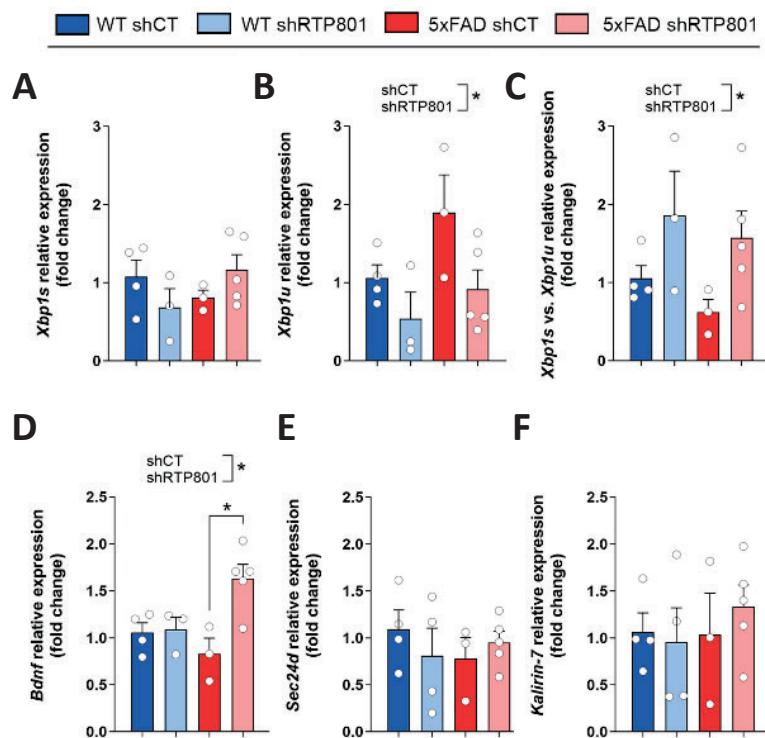 WT shCT WT shRTP801 5xFAD shCT 5xFAD shRTP801
A
Xbp1s relative expression
(fold change)
3
2
1
0
B
shCT
shRTP801
*
Xbp1u relative expression
(fold change)
3
2
1
0
C
shCT
shRTP801
*
Xbp1s vs. Xbp1u relative expression
(fold change)
3
2
1
0
D
shCT
shRTP801
*
*
Bdnf relative expression
(fold change)
2.5
2.0
1.5
1.0
0.5
0.0
E
Sec24d relative expression
(fold change)
2.5
2.0
1.5
1.0
0.5
0.0
F
Kalirin-7 relative expression
(fold change)
2.5
2.0
1.5
1.0
0.5
0.0